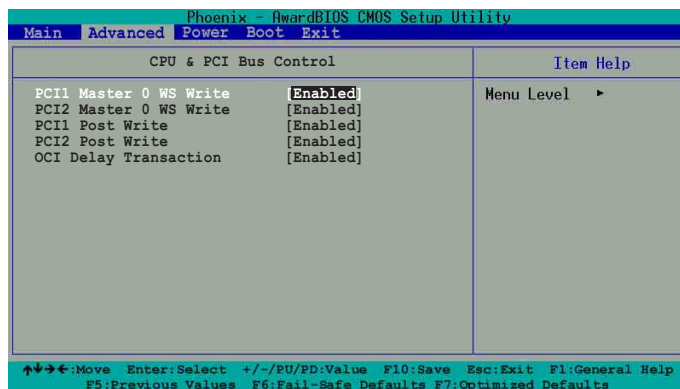 Phoenix - AwardBIOS CMOS Setup Utility
Main Advanced Power Boot Exit
CPU & PCI Bus Control
Item Help
PCI1 Master 0 WS Write [Enabled]
PCI2 Master 0 WS Write [Enabled]
PCI1 Post Write [Enabled]
PCI2 Post Write [Enabled]
OCI Delay Transaction [Enabled]
Menu Level ►
↑↓→←:Move Enter:Select +/-/PU/PD:Value F10:Save Esc:Exit F1:General Help
F5:Previous Values F6:Fail-Safe Defaults F7:Optimized Defaults